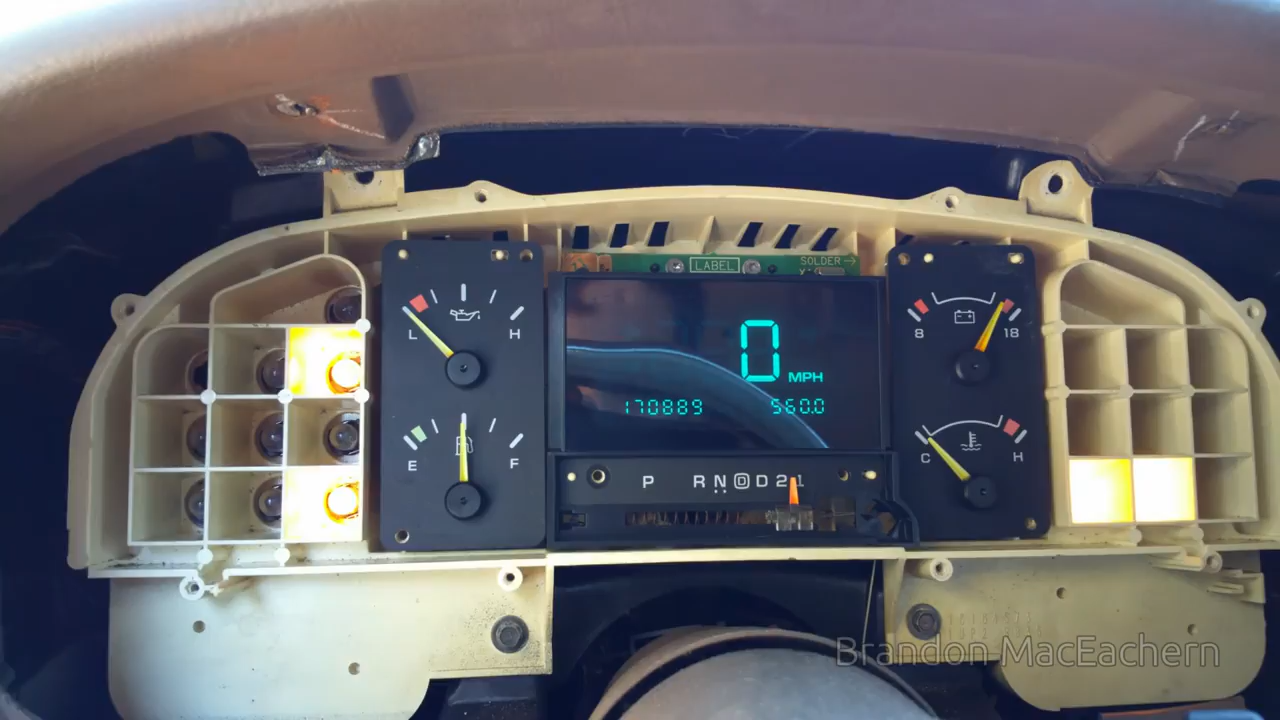 LABEL
SOLDER→
L H
8 18
0 MPH
170889 560.0
E F
C H
P R N D D 2 1
Brandon MacEachern